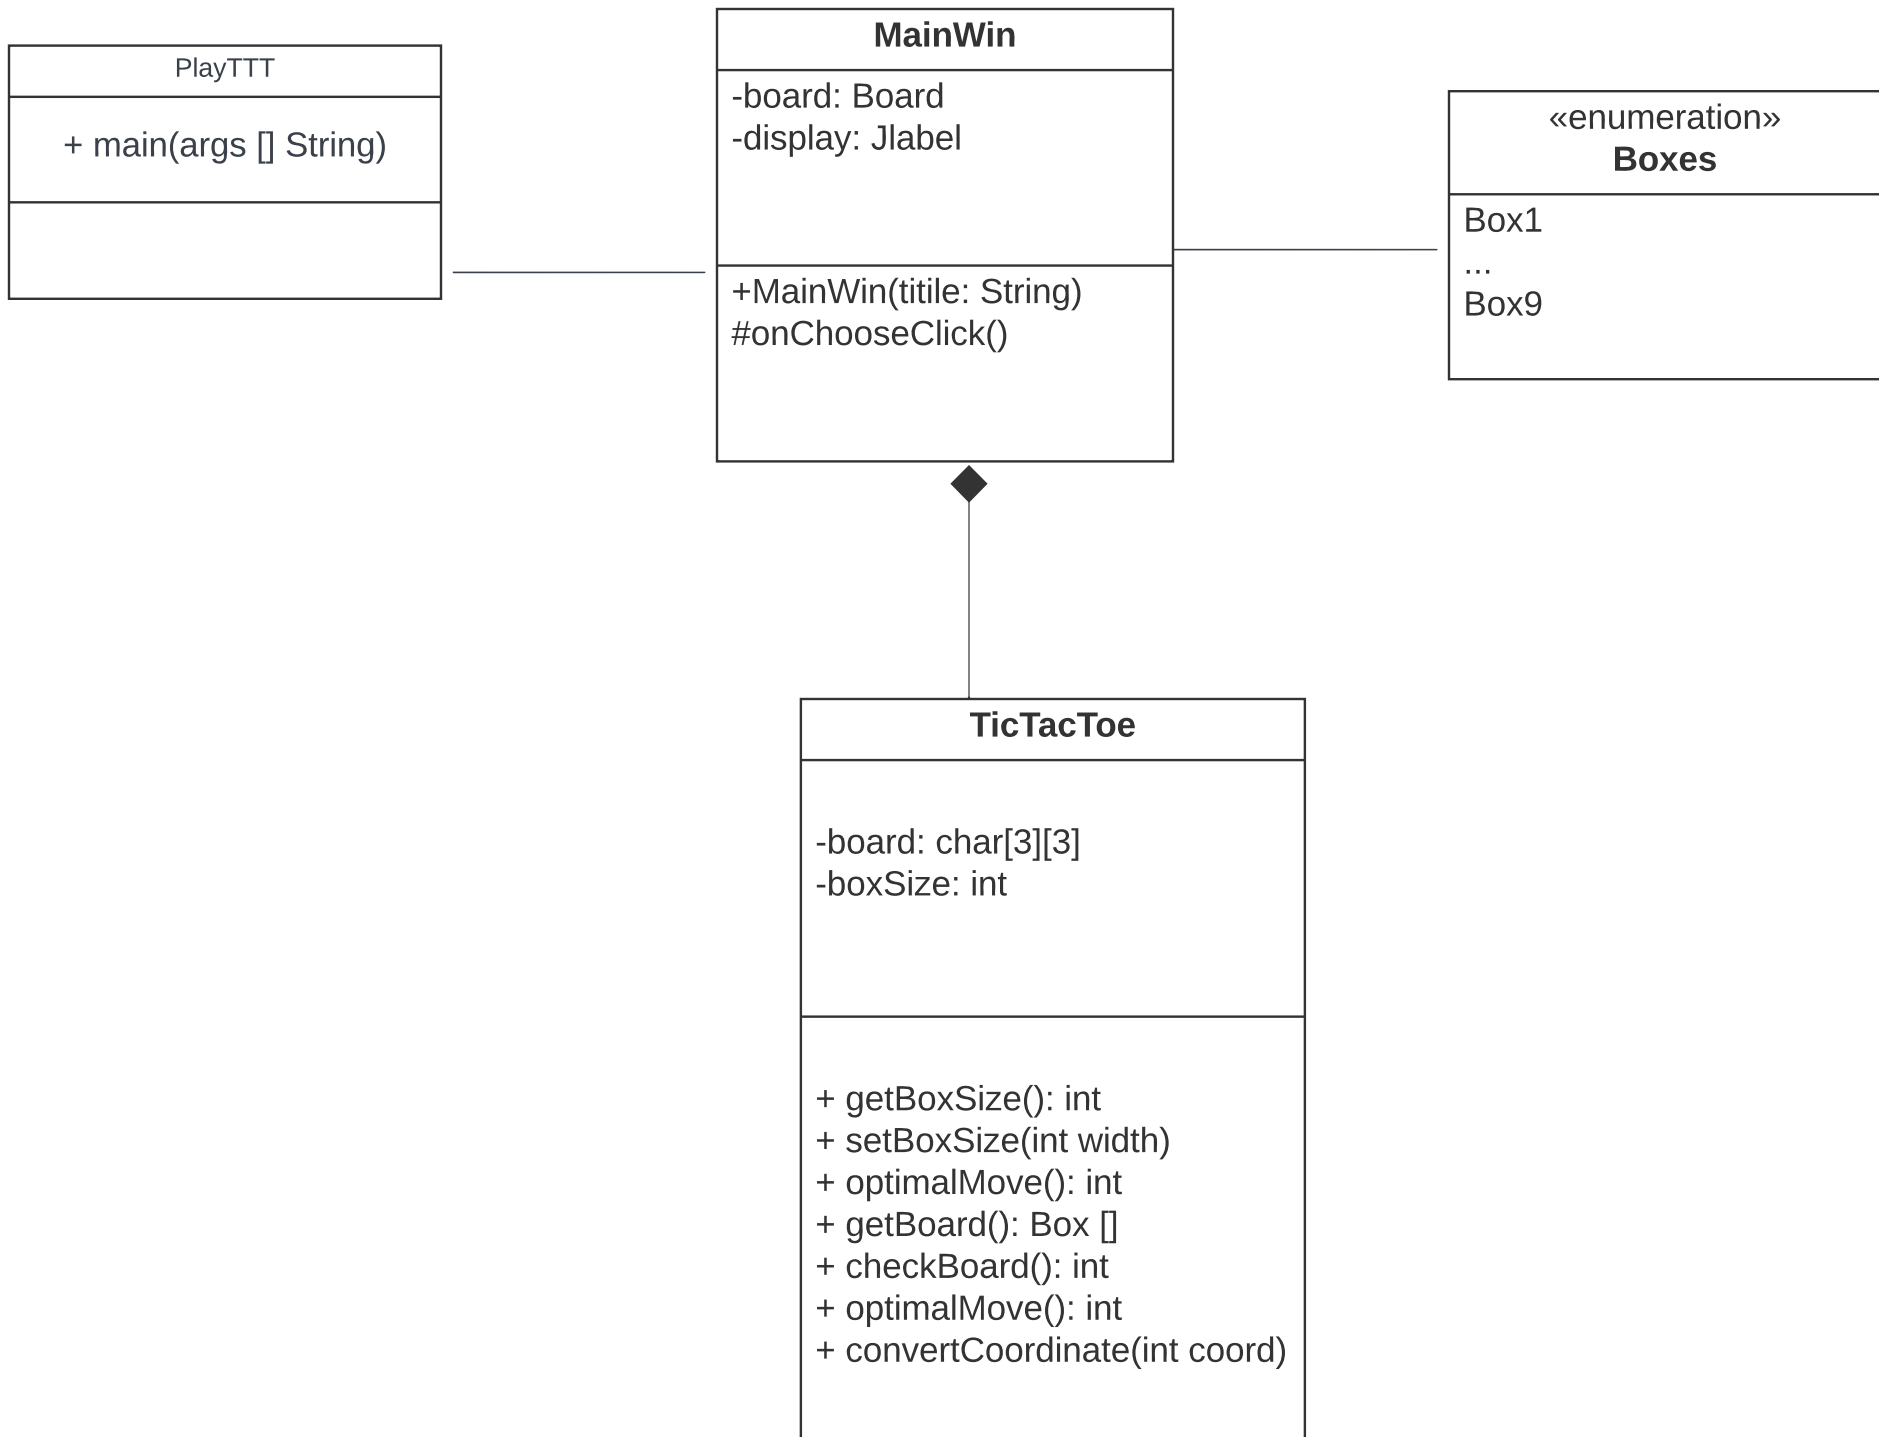 PlayTTT
+ main(args [] String)
MainWin
-board: Board
-display: Jlabel
+MainWin(titile: String)
#onChooseClick()
«enumeration»
Boxes
Box1
...
Box9
TicTacToe
-board: char[3][3]
-boxSize: int
+ getBoxSize(): int
+ setBoxSize(int width)
+ optimalMove(): int
+ getBoard(): Box []
+ checkBoard(): int
+ optimalMove(): int
+ convertCoordinate(int coord)